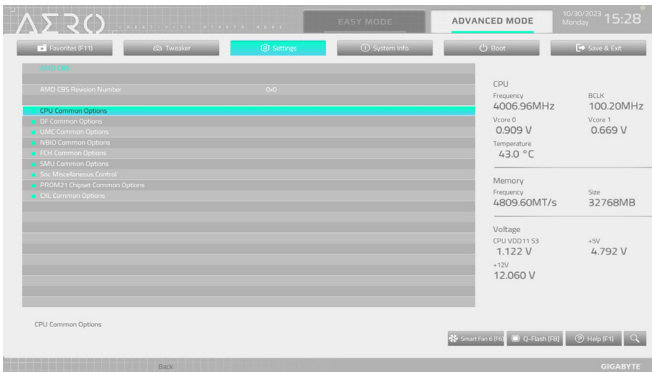 AERO
CREATIVITY STARTS HERE
EASY MODE
ADVANCED MODE
10/30/2023
Monday
15:28
Favorites (F11)
Tweaker
Settings
System Info.
Boot
Save & Exit
AMD CBS
AMD CBS Revision Number 0x0
CPU Common Options
DF Common Options
UMC Common Options
NBIO Common Options
FCH Common Options
SMU Common Options
Soc Miscellaneous Control
PROM21 Chipset Common Options
CXL Common Options
CPU
Frequency BCLK
4006.96MHz 100.20MHz
Vcore 0 Vcore 1
0.909 V 0.669 V
Temperature
43.0 °C
Memory
Frequency Size
4809.60MT/s 32768MB
Voltage
CPU VDD11 S3 +5V
1.122 V 4.792 V
+12V
12.060 V
CPU Common Options
Smart Fan 6 (F6)
Q-Flash (F8)
Help (F1)
Back
GIGABYTE